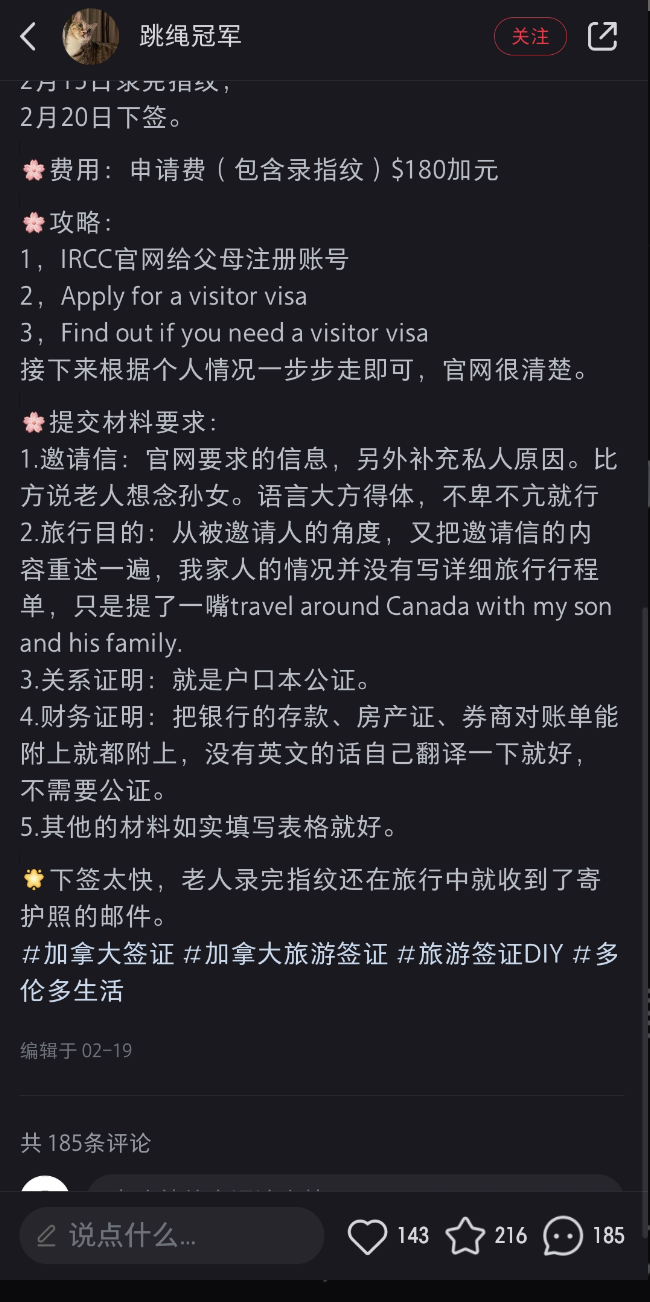 跳绳冠军
关注
2月15日录完指纹，
2月20日下签。
🌸费用：申请费（包含录指纹）$180加元
🌸攻略：
1，IRCC官网给父母注册账号
2，Apply for a visitor visa
3，Find out if you need a visitor visa
接下来根据个人情况一步步走即可，官网很清楚。
🌸提交材料要求：
1.邀请信：官网要求的信息，另外补充私人原因。比
方说老人想念孙女。语言大方得体，不卑不亢就行
2.旅行目的：从被邀请人的角度，又把邀请信的内
容重述一遍，我家人的情况并没有写详细旅行行程
单，只是提了一嘴travel around Canada with my son
and his family.
3.关系证明：就是户口本公证。
4.财务证明：把银行的存款、房产证、券商对账单能
附上就都附上，没有英文的话自己翻译一下就好，
不需要公证。
5.其他的材料如实填写表格就好。
🌟下签太快，老人录完指纹还在旅行中就收到了寄
护照的邮件。
#加拿大签证 #加拿大旅游签证 #旅游签证DIY #多
伦多生活
编辑于 02-19
共 185条评论
说点什么...
143
216
185